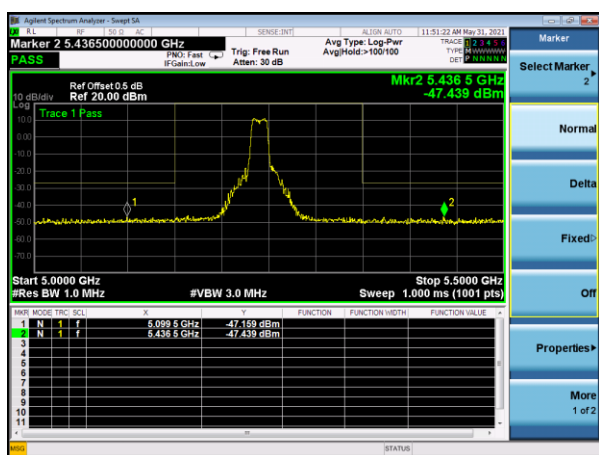 Agilent Spectrum Analyzer - Swept SA
RL RF 50 Ω AC SENSE:INT ALIGN AUTO 11:51:22 AM May 31, 2021
Marker 2 5.436500000000 GHz
PASS
PNO: Fast
IFGain:Low
Trig: Free Run
Atten: 30 dB
Avg Type: Log-Pwr
Avg|Hold:>100/100
TRACE 1 2 3 4 5 6
TYPE M W W W W W
DET P N N N N N
Mkr2 5.436 5 GHz
-47.439 dBm
Ref Offset 0.5 dB
10 dB/div Ref 20.00 dBm
Log
Trace 1 Pass
10.0
0.00
-10.0
-20.0
-30.0
-40.0
-50.0
-60.0
-70.0
1
2
Start 5.0000 GHz Stop 5.5000 GHz
#Res BW 1.0 MHz #VBW 3.0 MHz Sweep 1.000 ms (1001 pts)
MKR MODE TRC SCL X Y FUNCTION FUNCTION WIDTH FUNCTION VALUE
1 N 1 f 5.099 5 GHz -47.159 dBm
2 N 1 f 5.436 5 GHz -47.439 dBm
3
4
5
6
7
8
9
10
11
MSG STATUS
Marker
Select Marker
2
Normal
Delta
Fixed
Off
Properties
More
1 of 2